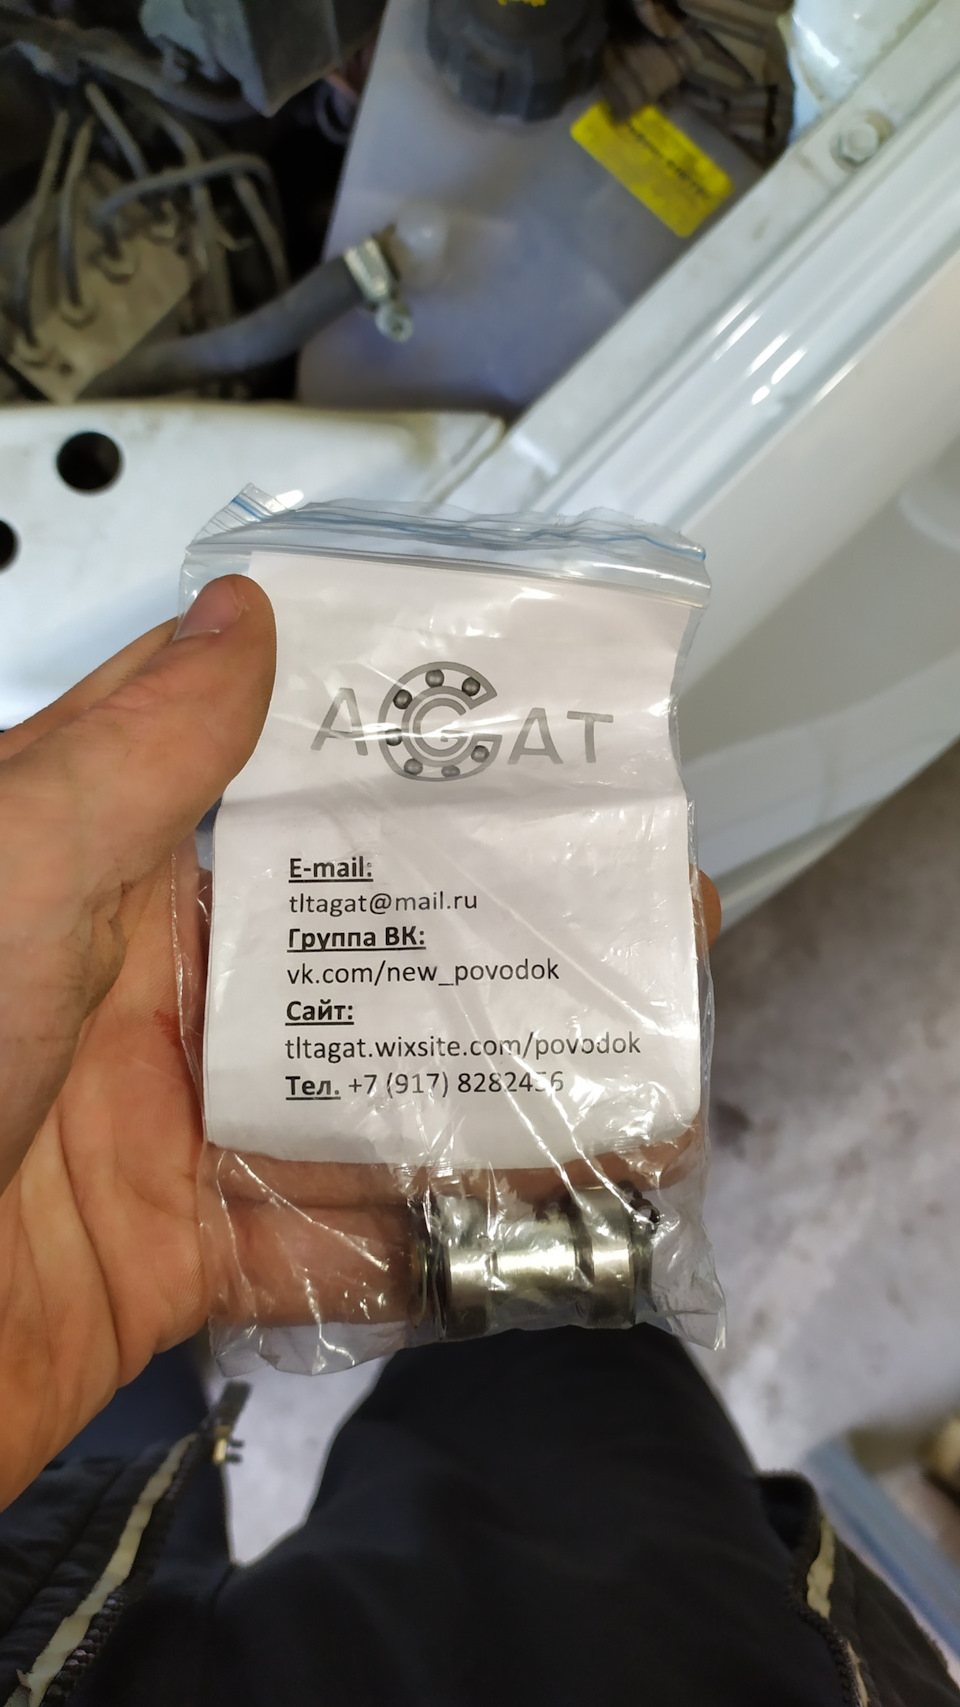 AGAT
E-mail:
tltagat@mail.ru
Группа ВК:
vk.com/new_povodok
Сайт:
tltagat.wixsite.com/povodok
Тел. +7 (917) 8282456